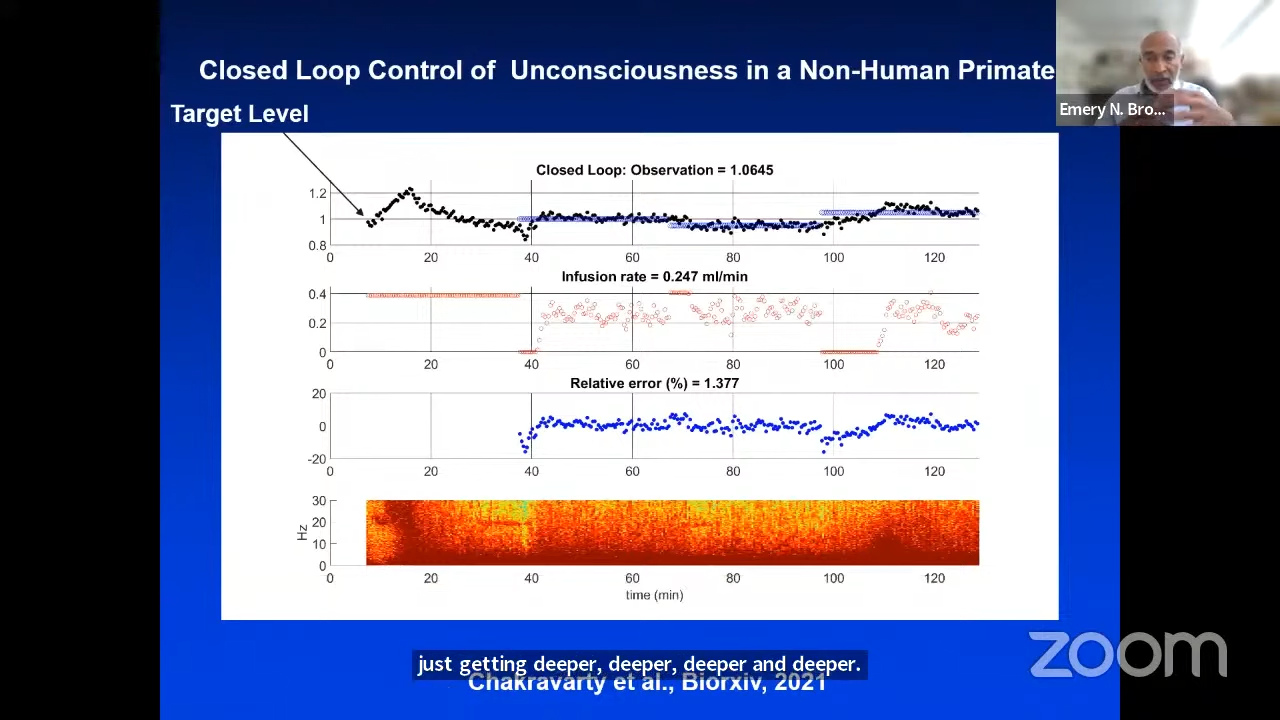 Closed Loop Control of Unconsciousness in a Non-Human Primate
Emery N. Bro...
Target Level
Closed Loop: Observation = 1.0645
1.2
1
0.8
0 20 40 60 80 100 120
Infusion rate = 0.247 ml/min
0.4
0.2
0
0 20 40 60 80 100 120
Relative error (%) = 1.377
20
0
-20
0 20 40 60 80 100 120
30
20
10
0
Hz
0 20 40 60 80 100 120
time (min)
just getting deeper, deeper, deeper and deeper.
Chakravarty et al., Biorxiv, 2021
zoom